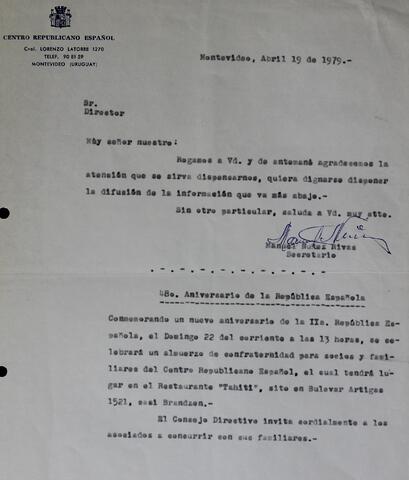 CENTRO REPUBLICANO ESPAÑOL
Cnel. LORENZO LATORRE 1270
TELEF. 90 81 29
MONTEVIDEO (URUGUAY)
Montevideo, Abril 19 de 1979.-
Sr.
Director
Múy señor nuestro:
Rogamos a Vd. y de antemano agradecemos la
atención que se sirva dispensarnos, quiera dignarse disponer
la difusión de la información que va más abajo.-
Sin otro particular, saluda a Vd. muy atte.
Manuel Nuñez Rivas
Secretario
48o. Aniversario de la República Española
Conmemorando un nuevo aniversario de la IIa. República Es-
pañola, el Domingo 22 del corriente a las 13 horas, se ce-
lebrará un almuerzo de confraternidad para socios y fami-
liares del Centro Republicano Español, el cual tendrá lu-
gar en el Restaurante "Tahiti", sito en Bulevar Artigas
1521, casi Brandzen.-
El Consejo Directivo invita cordialmente a los
asociados a concurrir con sus familiares.-